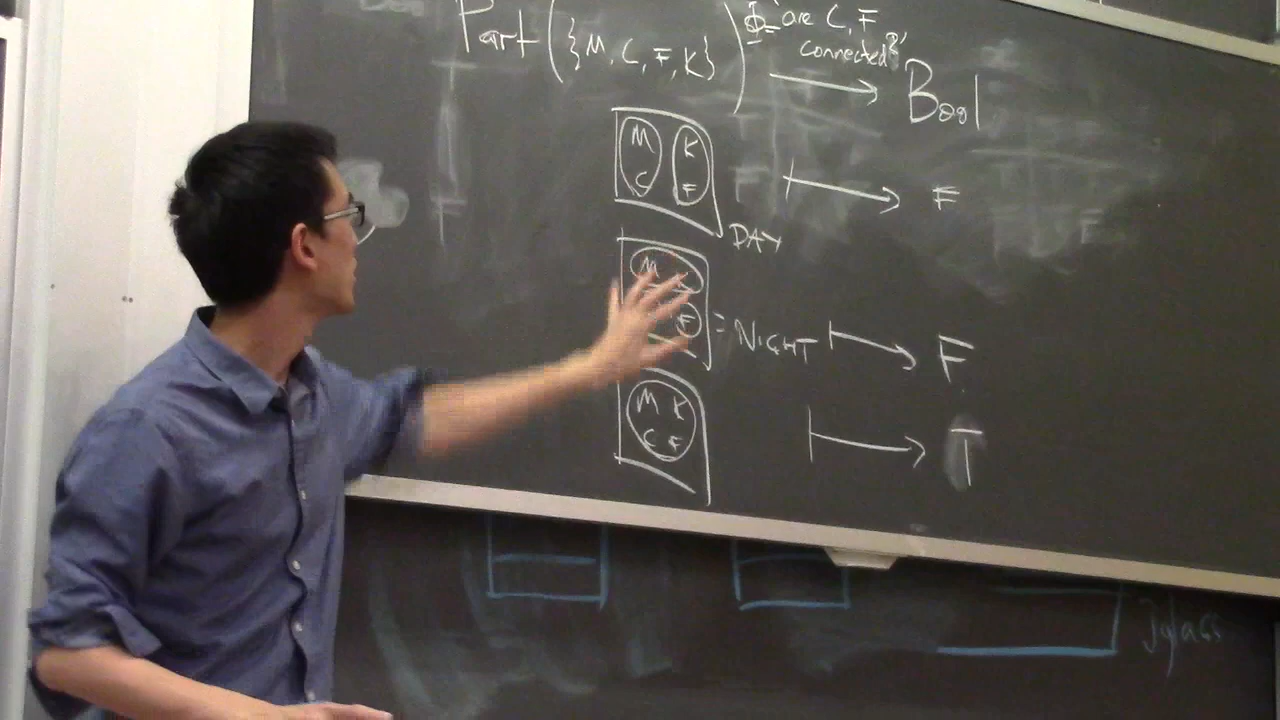 Part ({M, C, F, K}) Φ= "are C, F connected?" Bool
M K
C F
F
DAY
M K
F
= NIGHT F
M K
C F
T